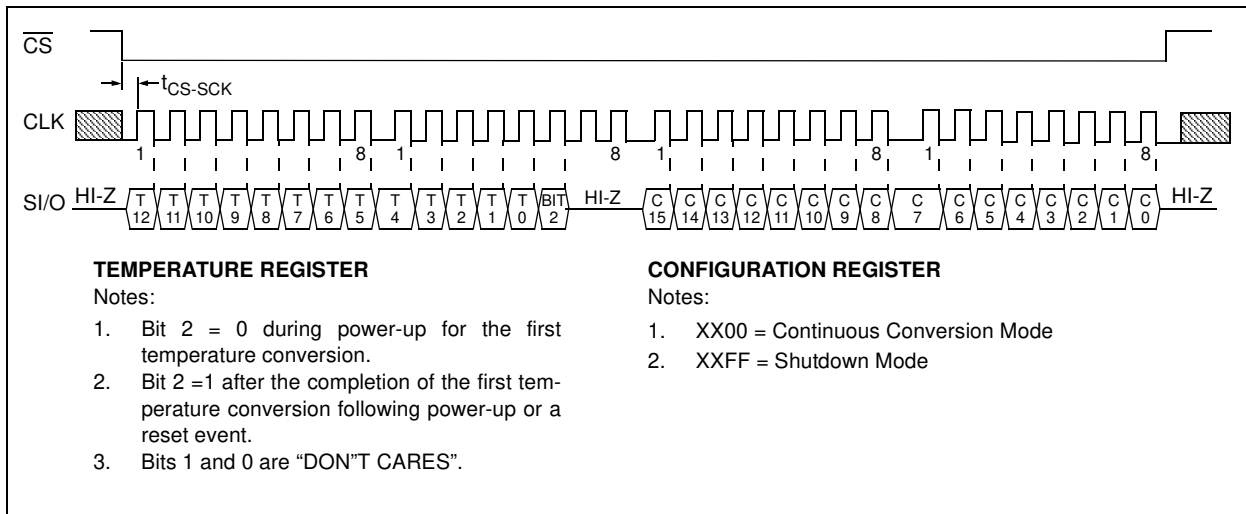 CS
tCS-SCK
CLK
1 8 1 8 1 8 1 8
SI/O HI-Z T 12 T 11 T 10 T 9 T 8 T 7 T 6 T 5 T 4 T 3 T 2 T 1 T 0 BIT 2 HI-Z C 15 C 14 C 13 C 12 C 11 C 10 C 9 C 8 C 7 C 6 C 5 C 4 C 3 C 2 C 1 C 0 HI-Z
TEMPERATURE REGISTER
Notes:
1. Bit 2 = 0 during power-up for the first
temperature conversion.
2. Bit 2 =1 after the completion of the first tem-
perature conversion following power-up or a
reset event.
3. Bits 1 and 0 are “DON"T CARES”.
CONFIGURATION REGISTER
Notes:
1. XX00 = Continuous Conversion Mode
2. XXFF = Shutdown Mode